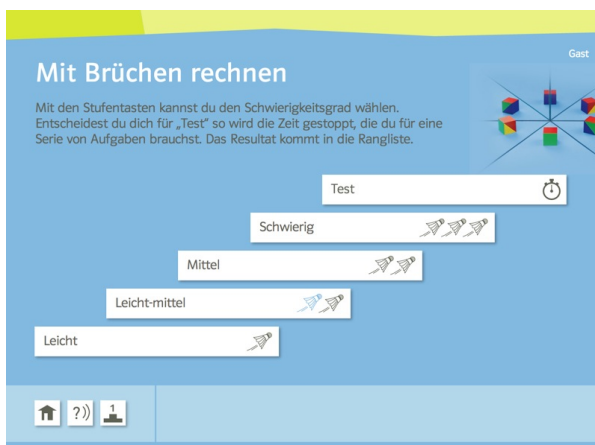 Gast
Mit Brüchen rechnen
Mit den Stufentasten kannst du den Schwierigkeitsgrad wählen.
Entscheidest du dich für „Test“ so wird die Zeit gestoppt, die du für eine
Serie von Aufgaben brauchst. Das Resultat kommt in die Rangliste.
Test
Schwierig
Mittel
Leicht-mittel
Leicht
?))
1